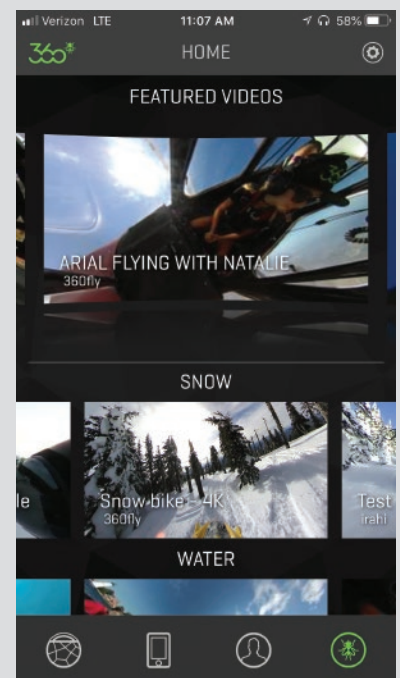 Verizon LTE 11:07 AM 58%
360 HOME
FEATURED VIDEOS
ARIAL FLYING WITH NATALIE
360fly
SNOW
le
Snow bike - 4K
360fly
Test
irahi
WATER